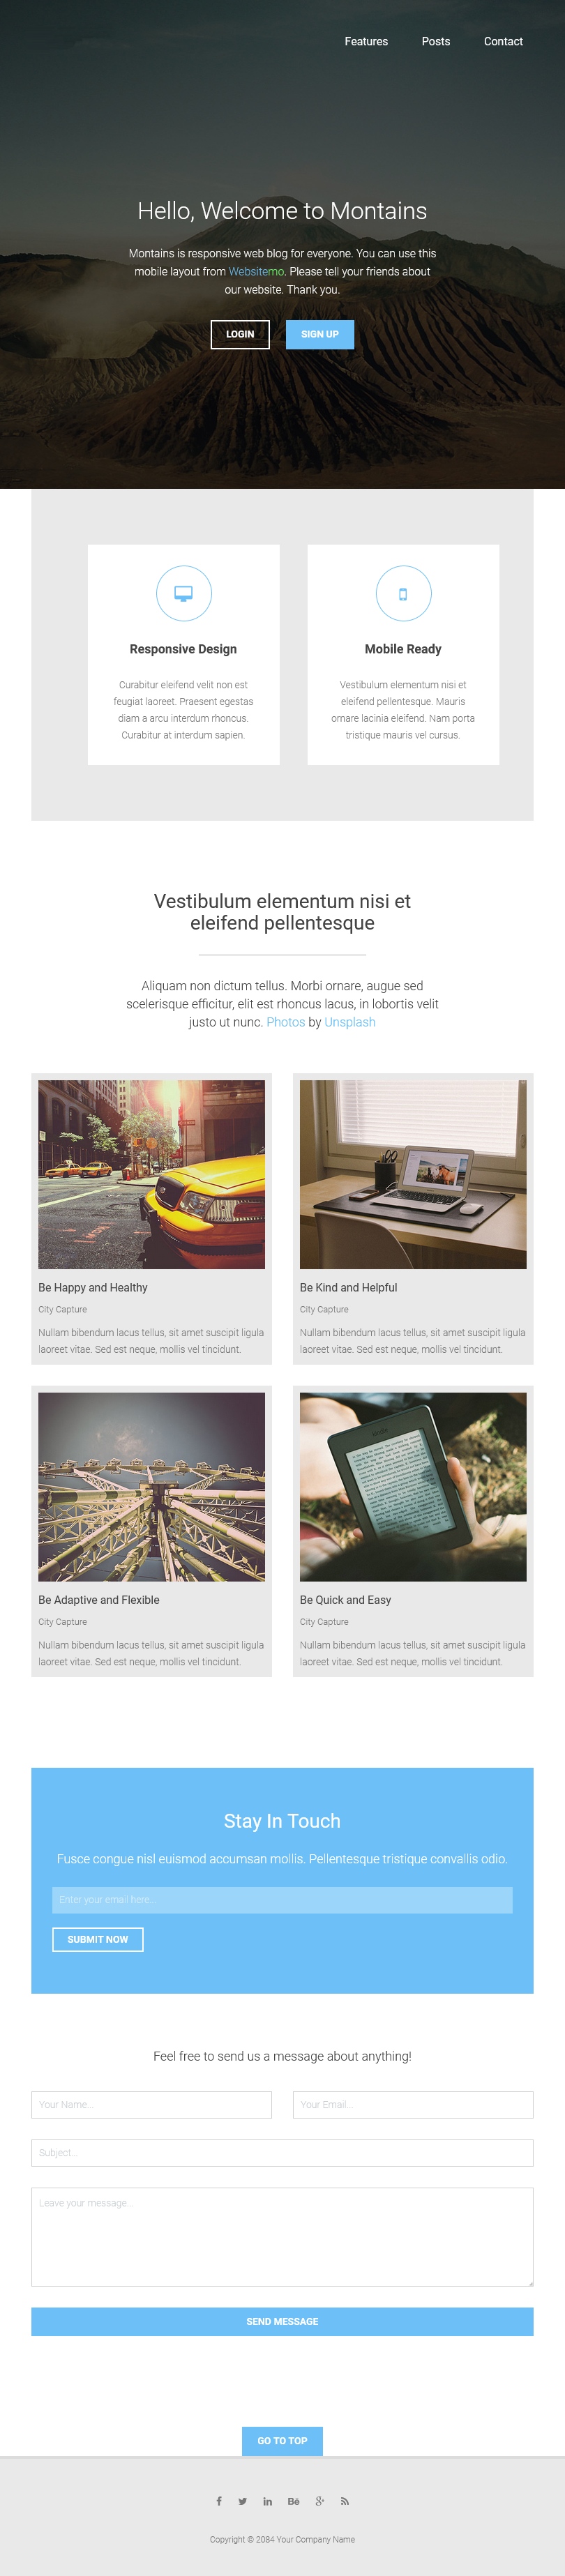 Features Posts Contact
Hello, Welcome to Montains
Montains is responsive web blog for everyone. You can use this
mobile layout from Websitemo. Please tell your friends about
our website. Thank you.
LOGIN SIGN UP
Responsive Design
Curabitur eleifend velit non est
feugiat laoreet. Praesent egestas
diam a arcu interdum rhoncus.
Curabitur at interdum sapien.
Mobile Ready
Vestibulum elementum nisi et
eleifend pellentesque. Mauris
ornare lacinia eleifend. Nam porta
tristique mauris vel cursus.
Vestibulum elementum nisi et
eleifend pellentesque
Aliquam non dictum tellus. Morbi ornare, augue sed
scelerisque efficitur, elit est rhoncus lacus, in lobortis velit
justo ut nunc. Photos by Unsplash
Be Happy and Healthy
City Capture
Nullam bibendum lacus tellus, sit amet suscipit ligula
laoreet vitae. Sed est neque, mollis vel tincidunt.
Be Kind and Helpful
City Capture
Nullam bibendum lacus tellus, sit amet suscipit ligula
laoreet vitae. Sed est neque, mollis vel tincidunt.
Be Adaptive and Flexible
City Capture
Nullam bibendum lacus tellus, sit amet suscipit ligula
laoreet vitae. Sed est neque, mollis vel tincidunt.
Be Quick and Easy
City Capture
Nullam bibendum lacus tellus, sit amet suscipit ligula
laoreet vitae. Sed est neque, mollis vel tincidunt.
Stay In Touch
Fusce congue nisl euismod accumsan mollis. Pellentesque tristique convallis odio.
Enter your email here...
SUBMIT NOW
Feel free to send us a message about anything!
Your Name... Your Email...
Subject...
Leave your message...
SEND MESSAGE
GO TO TOP
Copyright © 2084 Your Company Name